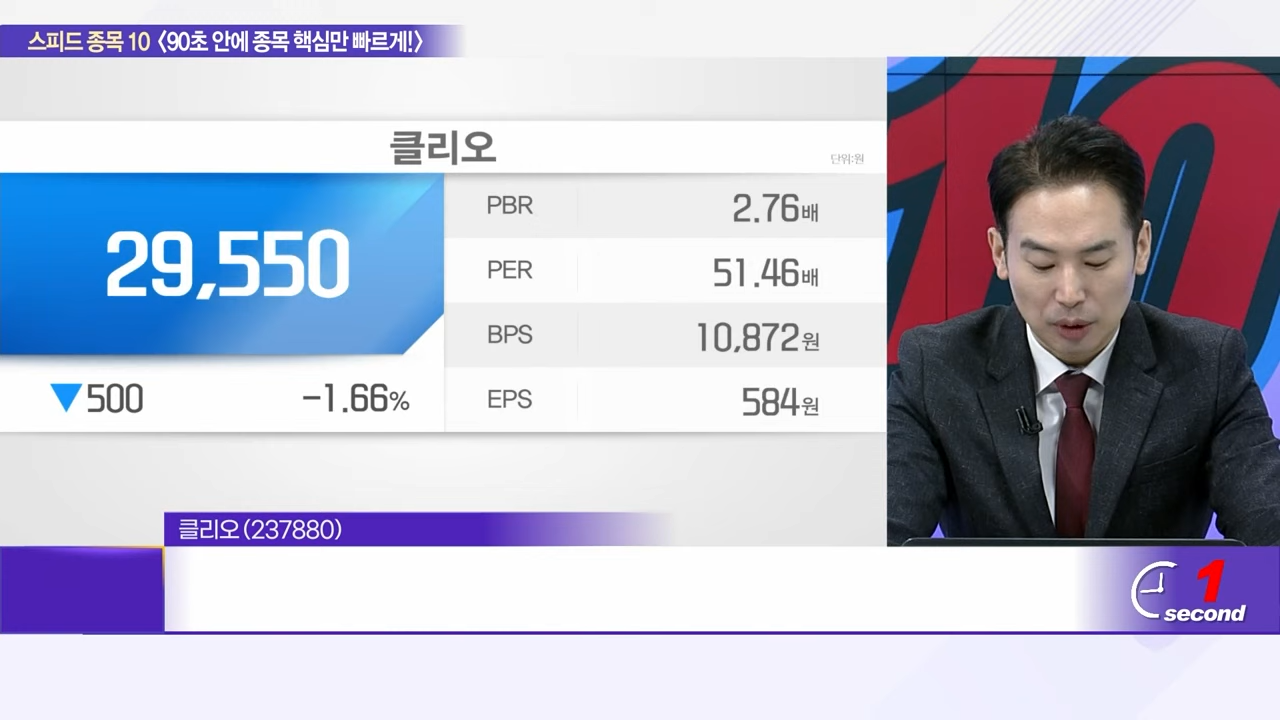 스피드 종목 10 〈90초 안에 종목 핵심만 빠르게!〉
클리오
단위:원
29,550
▼500 -1.66%
PBR 2.76배
PER 51.46배
BPS 10,872원
EPS 584원
10
클리오(237880)
1
second